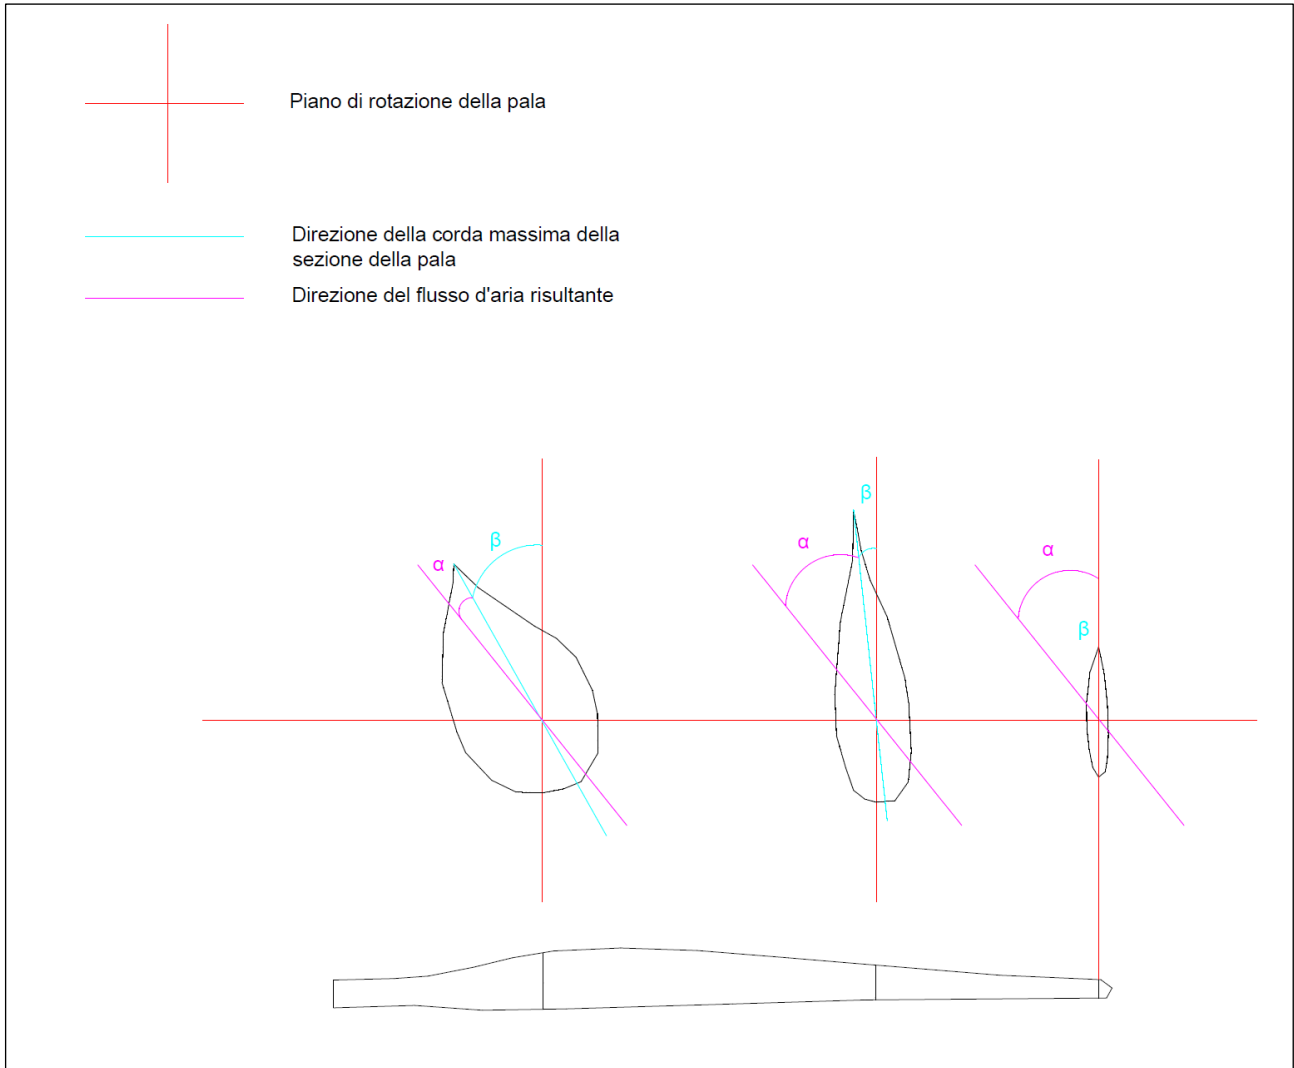 Piano di rotazione della pala
Direzione della corda massima della
sezione della pala
Direzione del flusso d'aria risultante
β
β
α
α
α
β